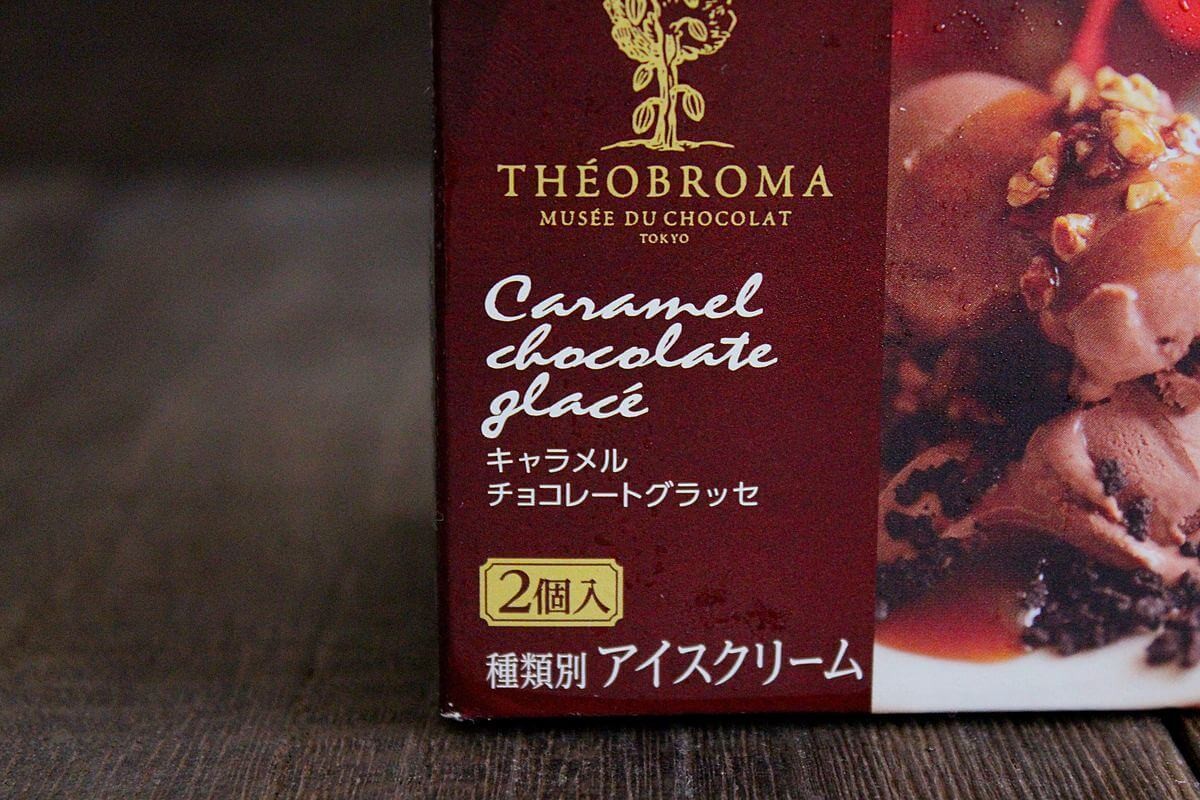 THÉOBROMA
MUSÉE DU CHOCOLAT
TOKYO
Caramel
chocolate
glacé
キャラメル
チョコレートグラッセ
2個入
種類別 アイスクリーム